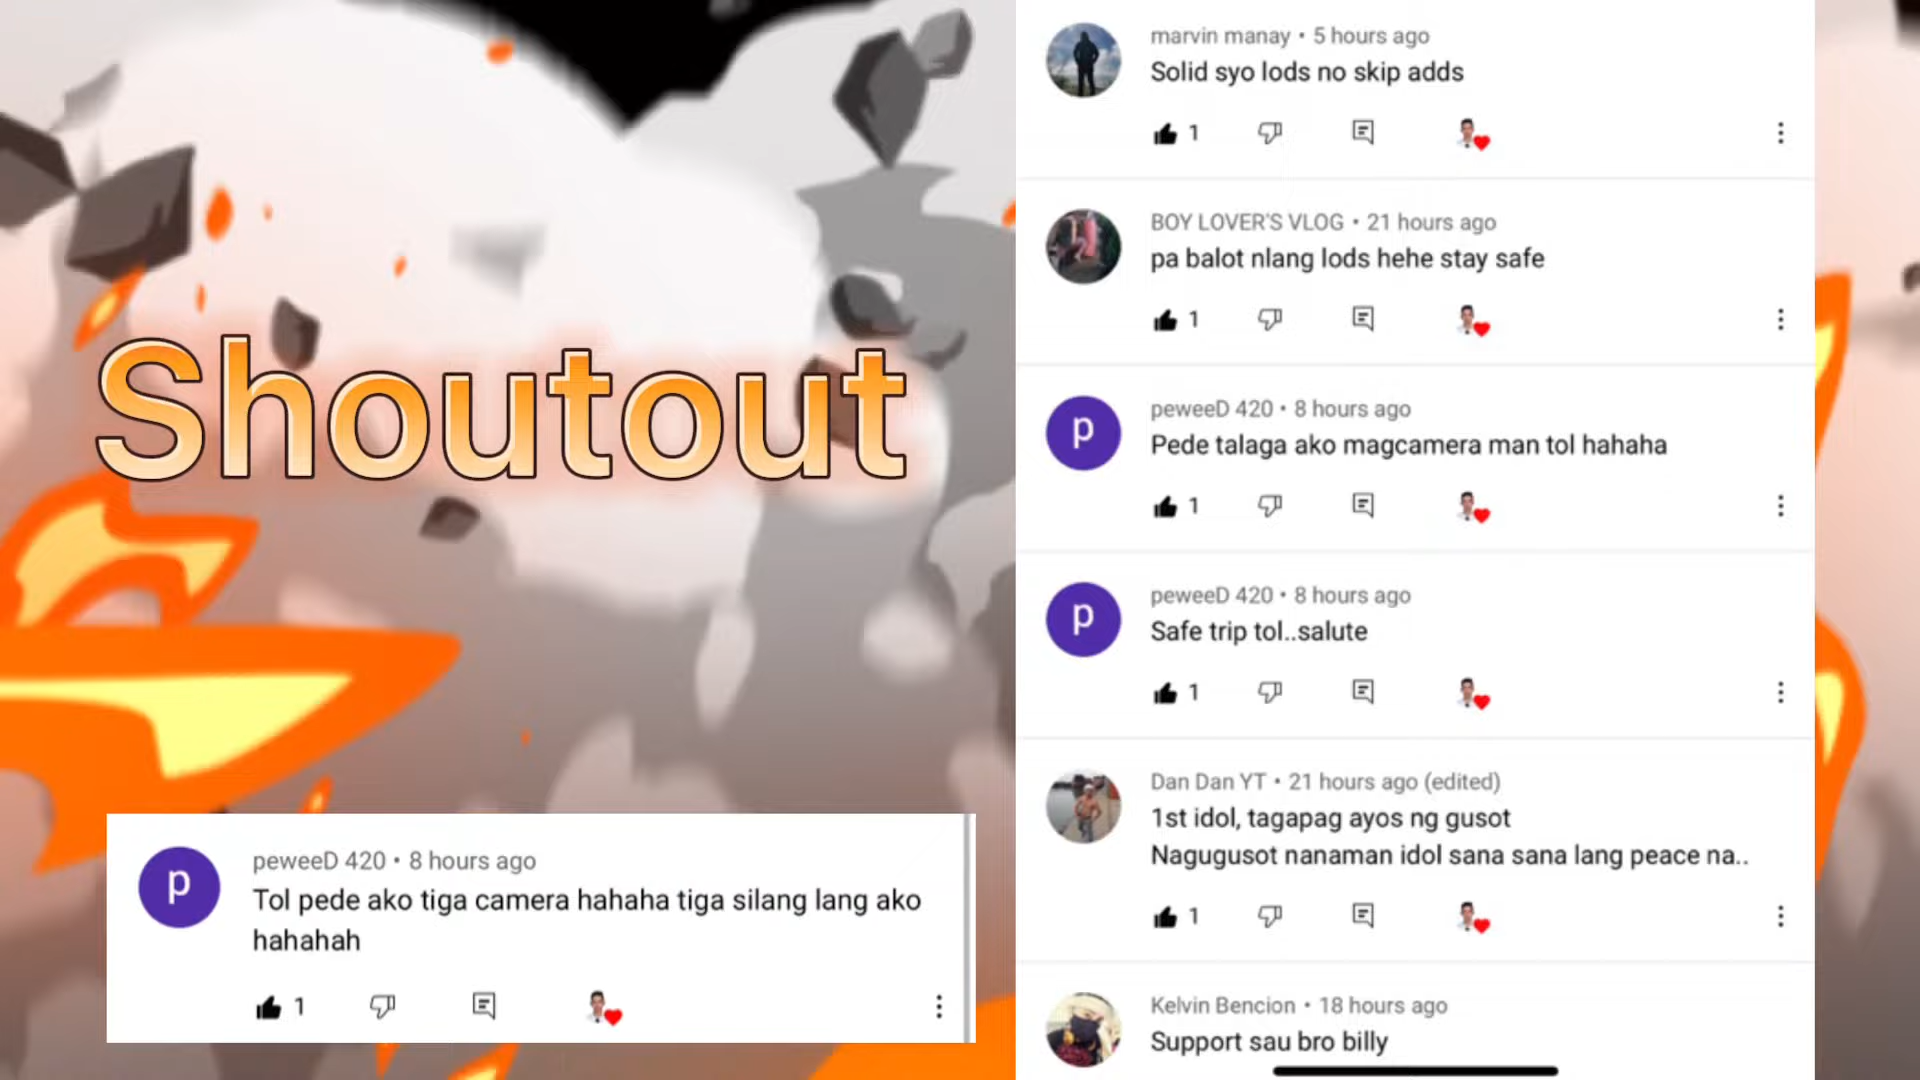 Shoutout
p
peweeD 420 • 8 hours ago
Tol pede ako tiga camera hahaha tiga silang lang ako
hahahah
1
marvin manay • 5 hours ago
Solid syo lods no skip adds
1
BOY LOVER'S VLOG • 21 hours ago
pa balot nlang lods hehe stay safe
1
p
peweeD 420 • 8 hours ago
Pede talaga ako magcamera man tol hahaha
1
p
peweeD 420 • 8 hours ago
Safe trip tol..salute
1
Dan Dan YT • 21 hours ago (edited)
1st idol, tagapag ayos ng gusot
Nagugusot nanaman idol sana sana lang peace na..
1
Kelvin Bencion • 18 hours ago
Support sau bro billy